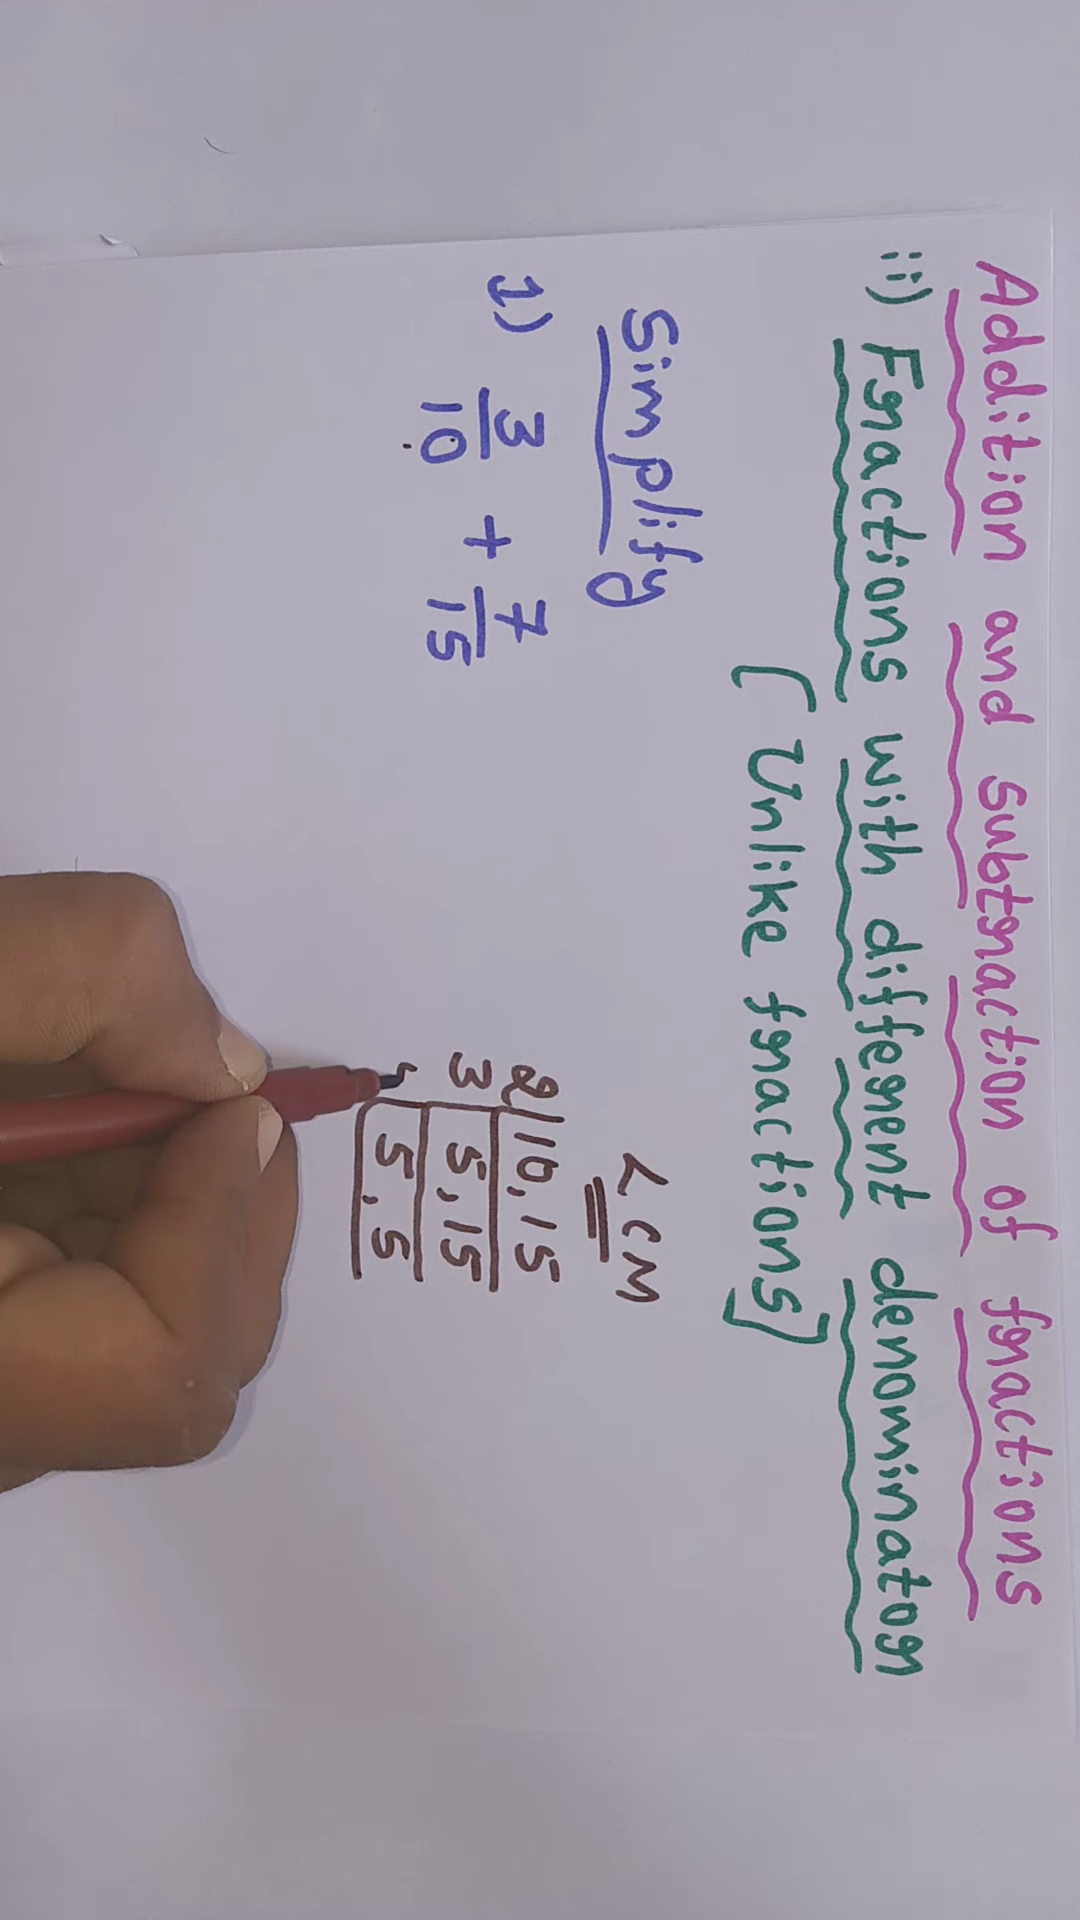 Addition and subtraction of fractions
ii) Fractions with different denominator
[Unlike fractions]
Simplify
1) 3/10 + 7/15
LCM
2|10, 15
3|5, 15
5, 5